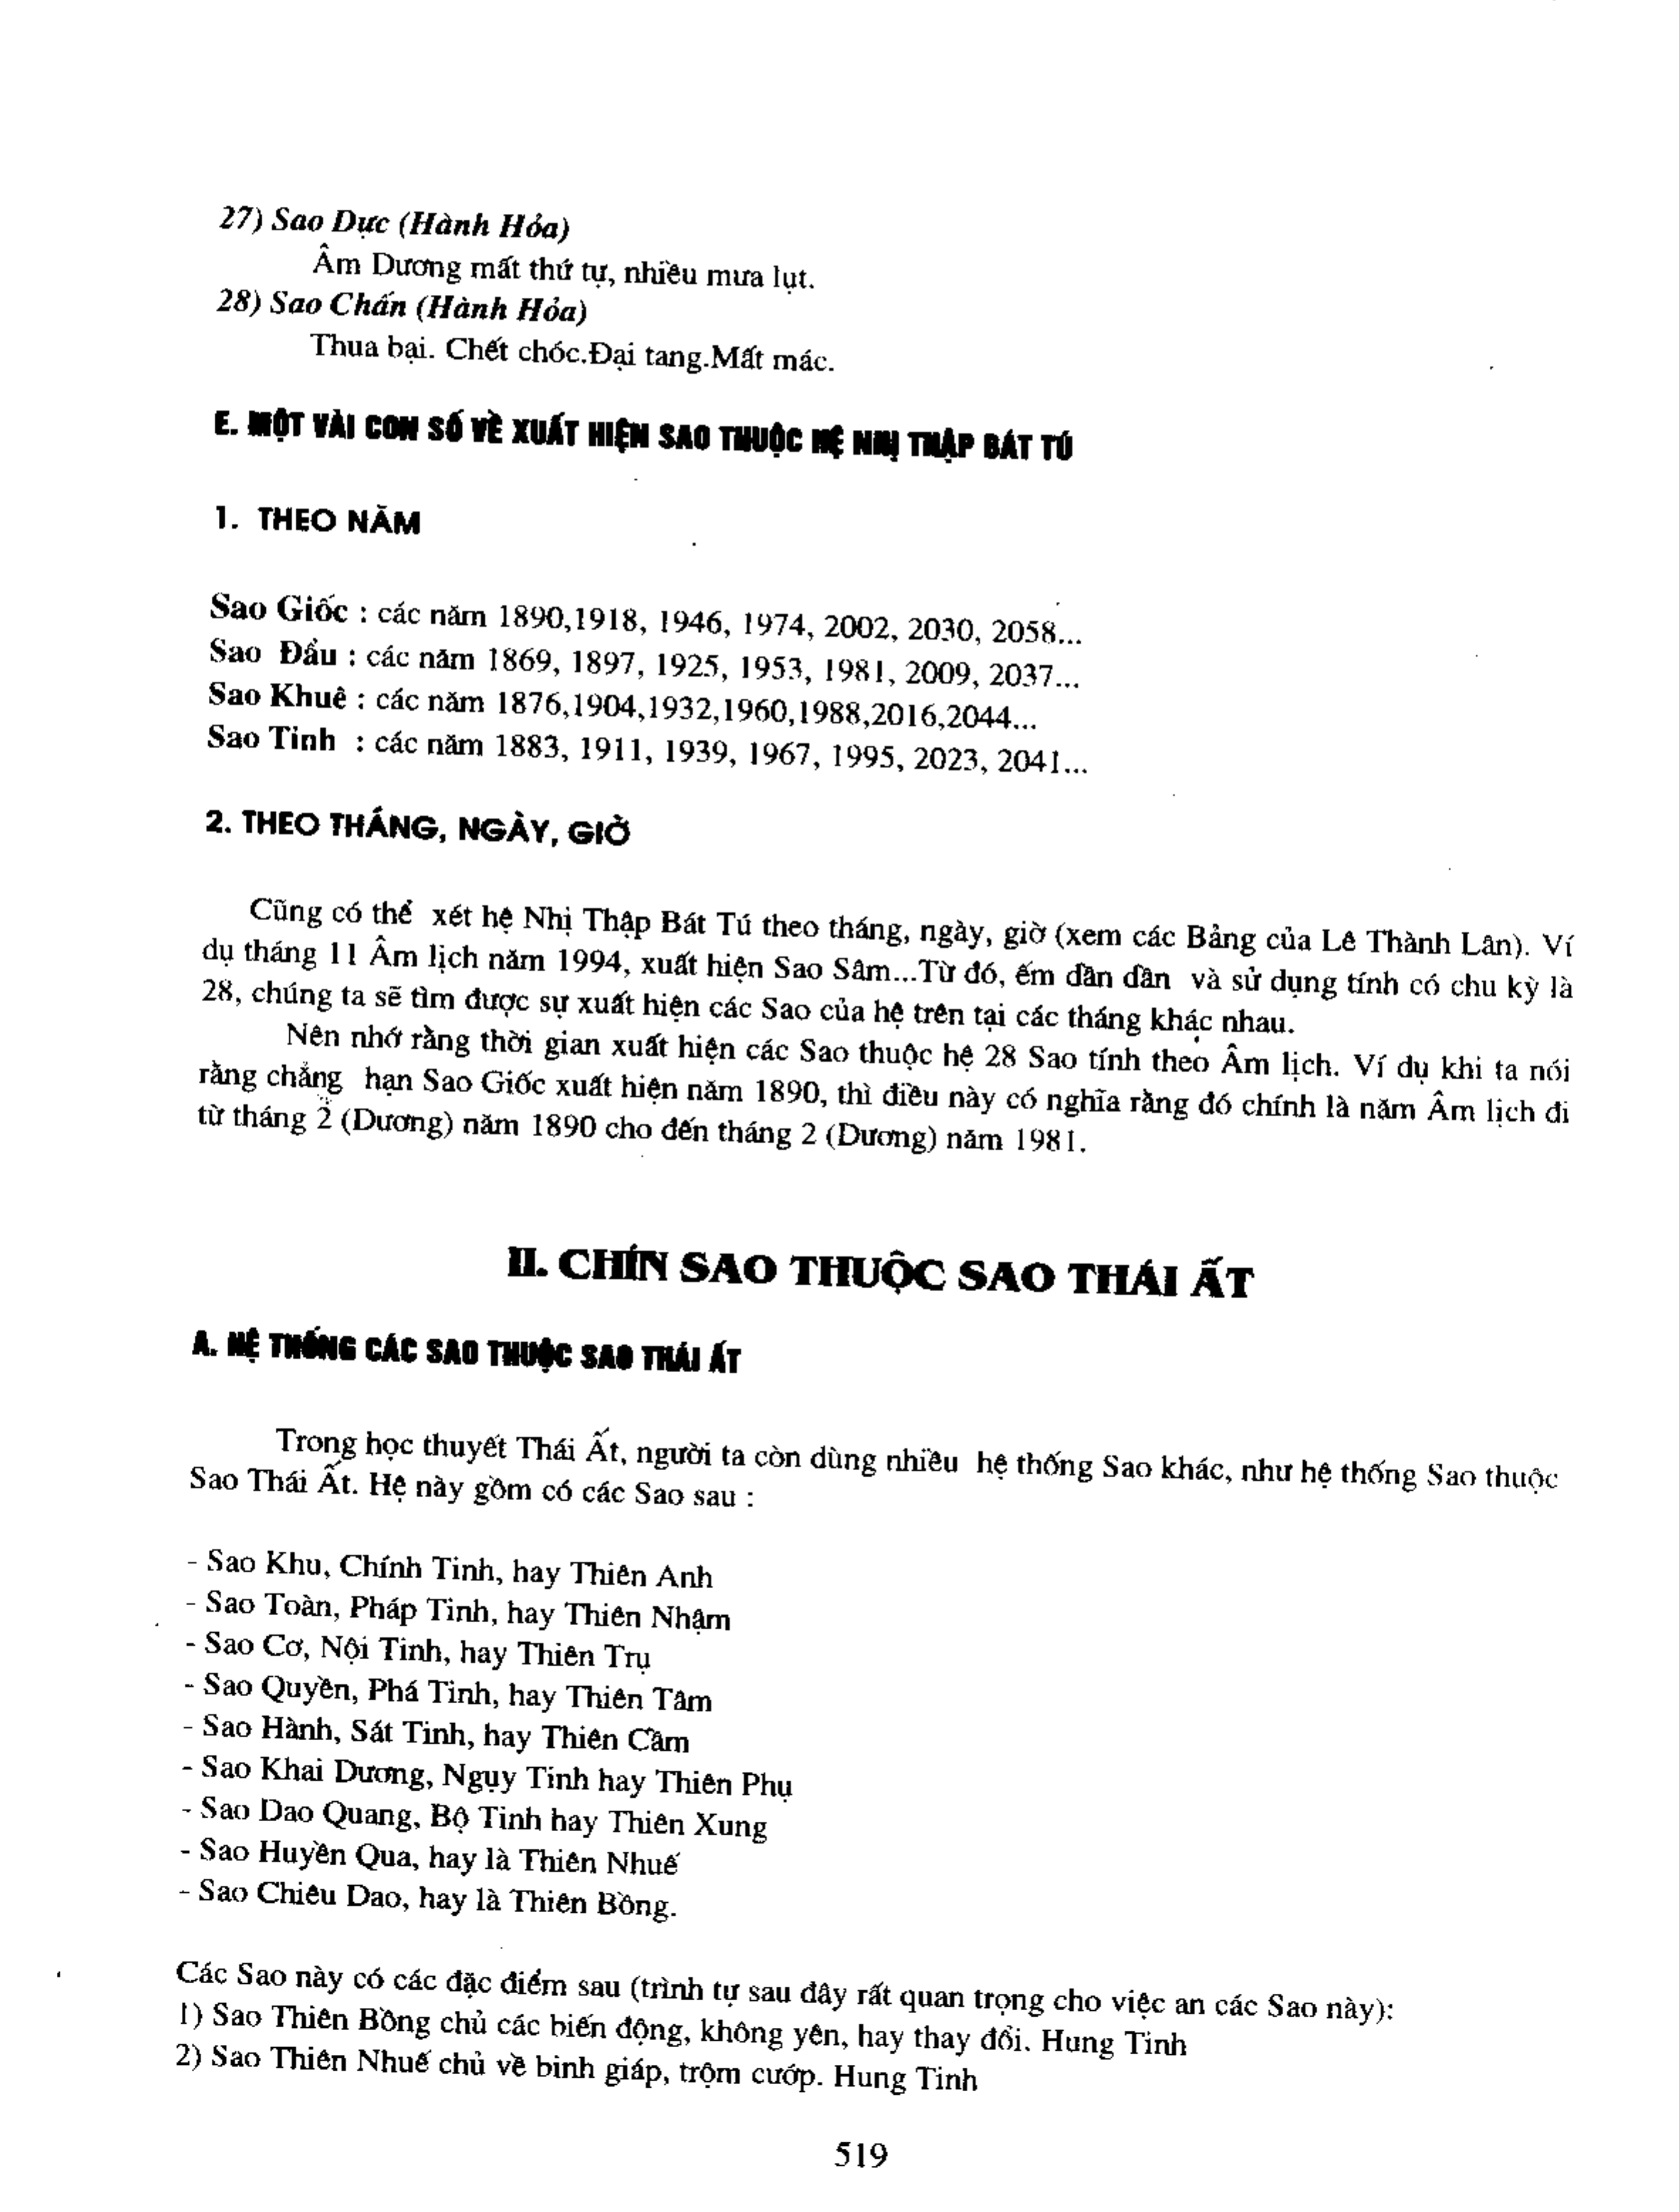 27) Sao Dực (Hành Hỏa)
Âm Dương mất thứ tự, nhiều mưa lụt.
28) Sao Chẩn (Hành Hỏa)
Thua bại. Chết chóc.Đại tang.Mất mác.
E. MỘT VÀI CON SỐ VỀ XUẤT HIỆN SAO THUỘC HỆ NHỊ THẬP BÁT TÚ
1. THEO NĂM
Sao Giốc : các năm 1890,1918, 1946, 1974, 2002, 2030, 2058...
Sao Đẩu : các năm 1869, 1897, 1925, 1953, 1981, 2009, 2037...
Sao Khuê : các năm 1876,1904,1932,1960,1988,2016,2044...
Sao Tinh : các năm 1883, 1911, 1939, 1967, 1995, 2023, 2041...
2. THEO THÁNG, NGÀY, GIỜ
Cũng có thể xét hệ Nhị Thập Bát Tú theo tháng, ngày, giờ (xem các Bảng của Lê Thành Lân). Ví
dụ tháng 11 Âm lịch năm 1994, xuất hiện Sao Sâm...Từ đó, ếm dần dần và sử dụng tính có chu kỳ là
28, chúng ta sẽ tìm được sự xuất hiện các Sao của hệ trên tại các tháng khác nhau.
Nên nhớ rằng thời gian xuất hiện các Sao thuộc hệ 28 Sao tính theo Âm lịch. Ví dụ khi ta nói
rằng chẳng hạn Sao Giốc xuất hiện năm 1890, thì điều này có nghĩa rằng đó chính là năm Âm lịch đi
từ tháng 2 (Dương) năm 1890 cho đến tháng 2 (Dương) năm 1981.
II. CHÍN SAO THUỘC SAO THÁI ẤT
A. HỆ THỐNG CÁC SAO THUỘC SAO THÁI ẤT
Trong học thuyết Thái Ất, người ta còn dùng nhiều hệ thống Sao khác, như hệ thống Sao thuộc
Sao Thái Ất. Hệ này gồm có các Sao sau :
- Sao Khu, Chính Tinh, hay Thiên Anh
- Sao Toàn, Pháp Tinh, hay Thiên Nhậm
- Sao Cơ, Nội Tinh, hay Thiên Trụ
- Sao Quyền, Phá Tinh, hay Thiên Tâm
- Sao Hành, Sát Tinh, hay Thiên Cầm
- Sao Khai Dương, Ngụy Tinh hay Thiên Phụ
- Sao Dao Quang, Bộ Tinh hay Thiên Xung
- Sao Huyền Qua, hay là Thiên Nhuế
- Sao Chiêu Dao, hay là Thiên Bồng.
Các Sao này có các đặc điểm sau (trình tự sau đây rất quan trọng cho việc an các Sao này):
1) Sao Thiên Bồng chủ các biến động, không yên, hay thay đổi. Hung Tinh
2) Sao Thiên Nhuế chủ về binh giáp, trộm cướp. Hung Tinh
519